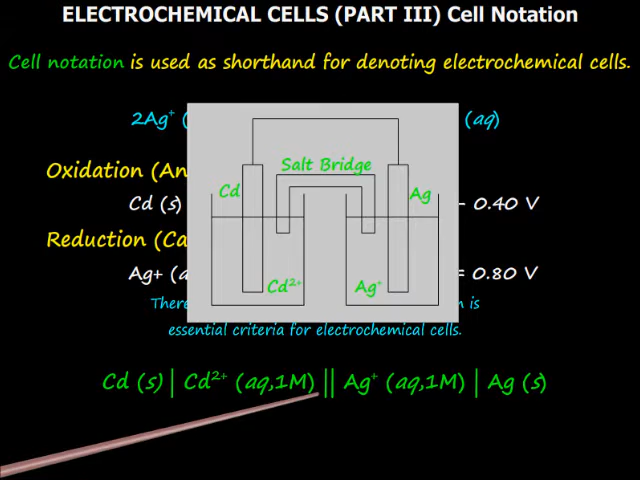 ELECTROCHEMICAL CELLS (PART III) Cell Notation
Cell notation is used as shorthand for denoting electrochemical cells.
2Ag⁺ ( (aq)
Salt Bridge
Oxidation (An
Cd Ag
Cd (s) - 0.40 V
Reduction (Ca
Ag+ (a = 0.80 V
Cd²⁺ Ag⁺
There is
essential criteria for electrochemical cells.
Cd (s) | Cd²⁺ (aq,1M) || Ag⁺ (aq,1M) | Ag (s)